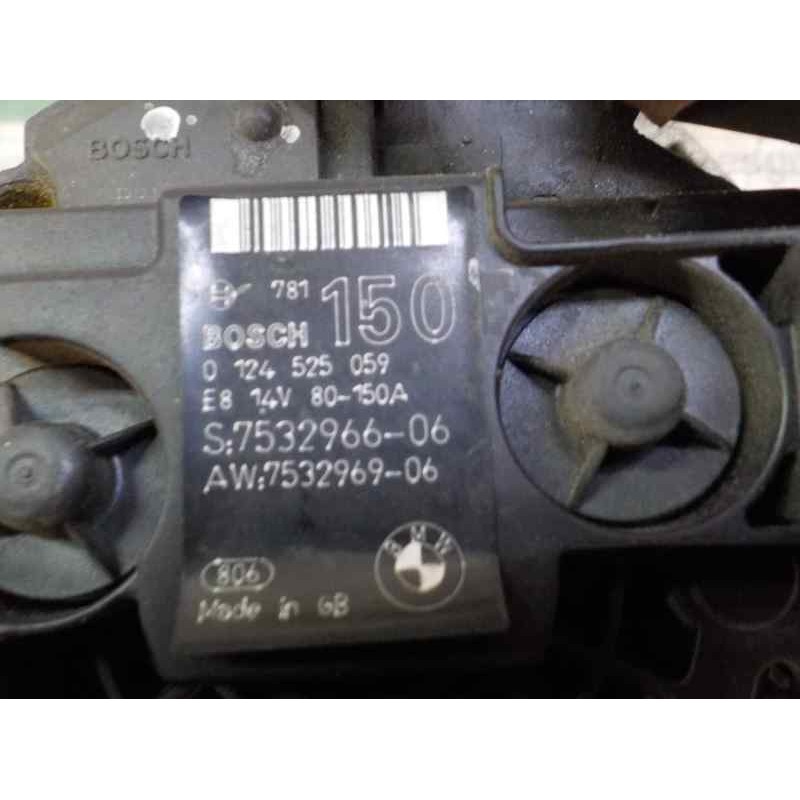 BOSCH
781
150
BOSCH
0 124 525 059
E8 14V 80-150A
S:7532966-06
AW:7532969-06
BMW
806
Made in GB